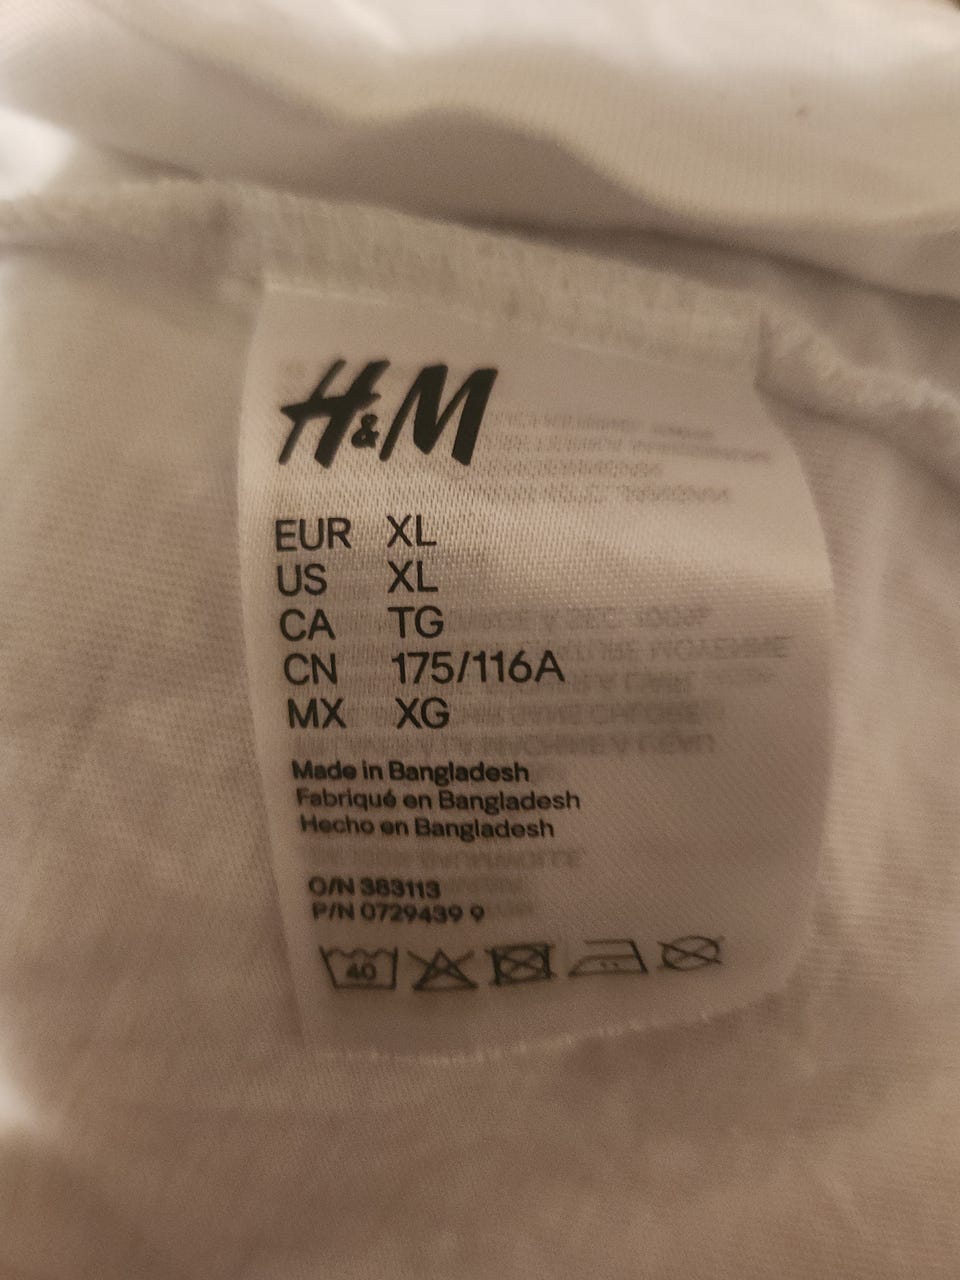 H&M
EUR XL
US XL
CA TG
CN 175/116A
MX XG
Made in Bangladesh
Fabriqué en Bangladesh
Hecho en Bangladesh
O/N 383113
P/N 0729439 9
40